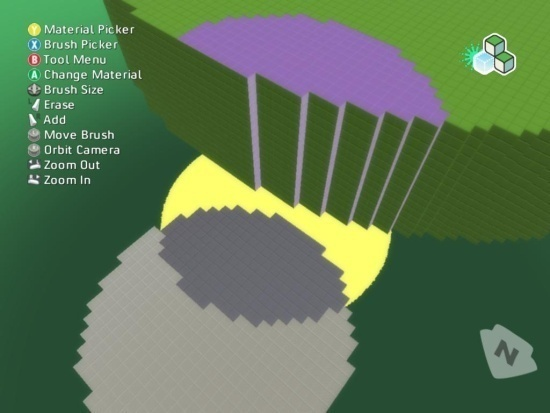 Y Material Picker
X Brush Picker
B Tool Menu
A Change Material
Brush Size
Erase
Add
Move Brush
Orbit Camera
Zoom Out
Zoom In
N